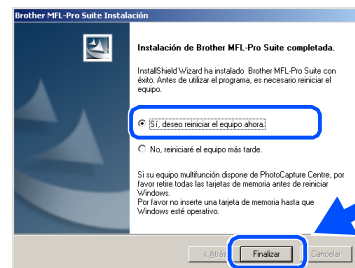 Brother MFL-Pro Suite Instalación
Instalación de Brother MFL-Pro Suite completada.
InstallShield Wizard ha instalado Brother MFL-Pro Suite con
éxito. Antes de utilizar el programa, es necesario reiniciar el
equipo.
Sí, deseo reiniciar el equipo ahora.
No, reiniciaré el equipo más tarde.
Si su equipo multifunción dispone de PhotoCapture Centre, por
favor retire todas las tarjetas de memoria antes de reiniciar
Windows.
Por favor no inserte una tarjeta de memoria hasta que
Windows esté operativo.
< Atrás Finalizar Cancelar